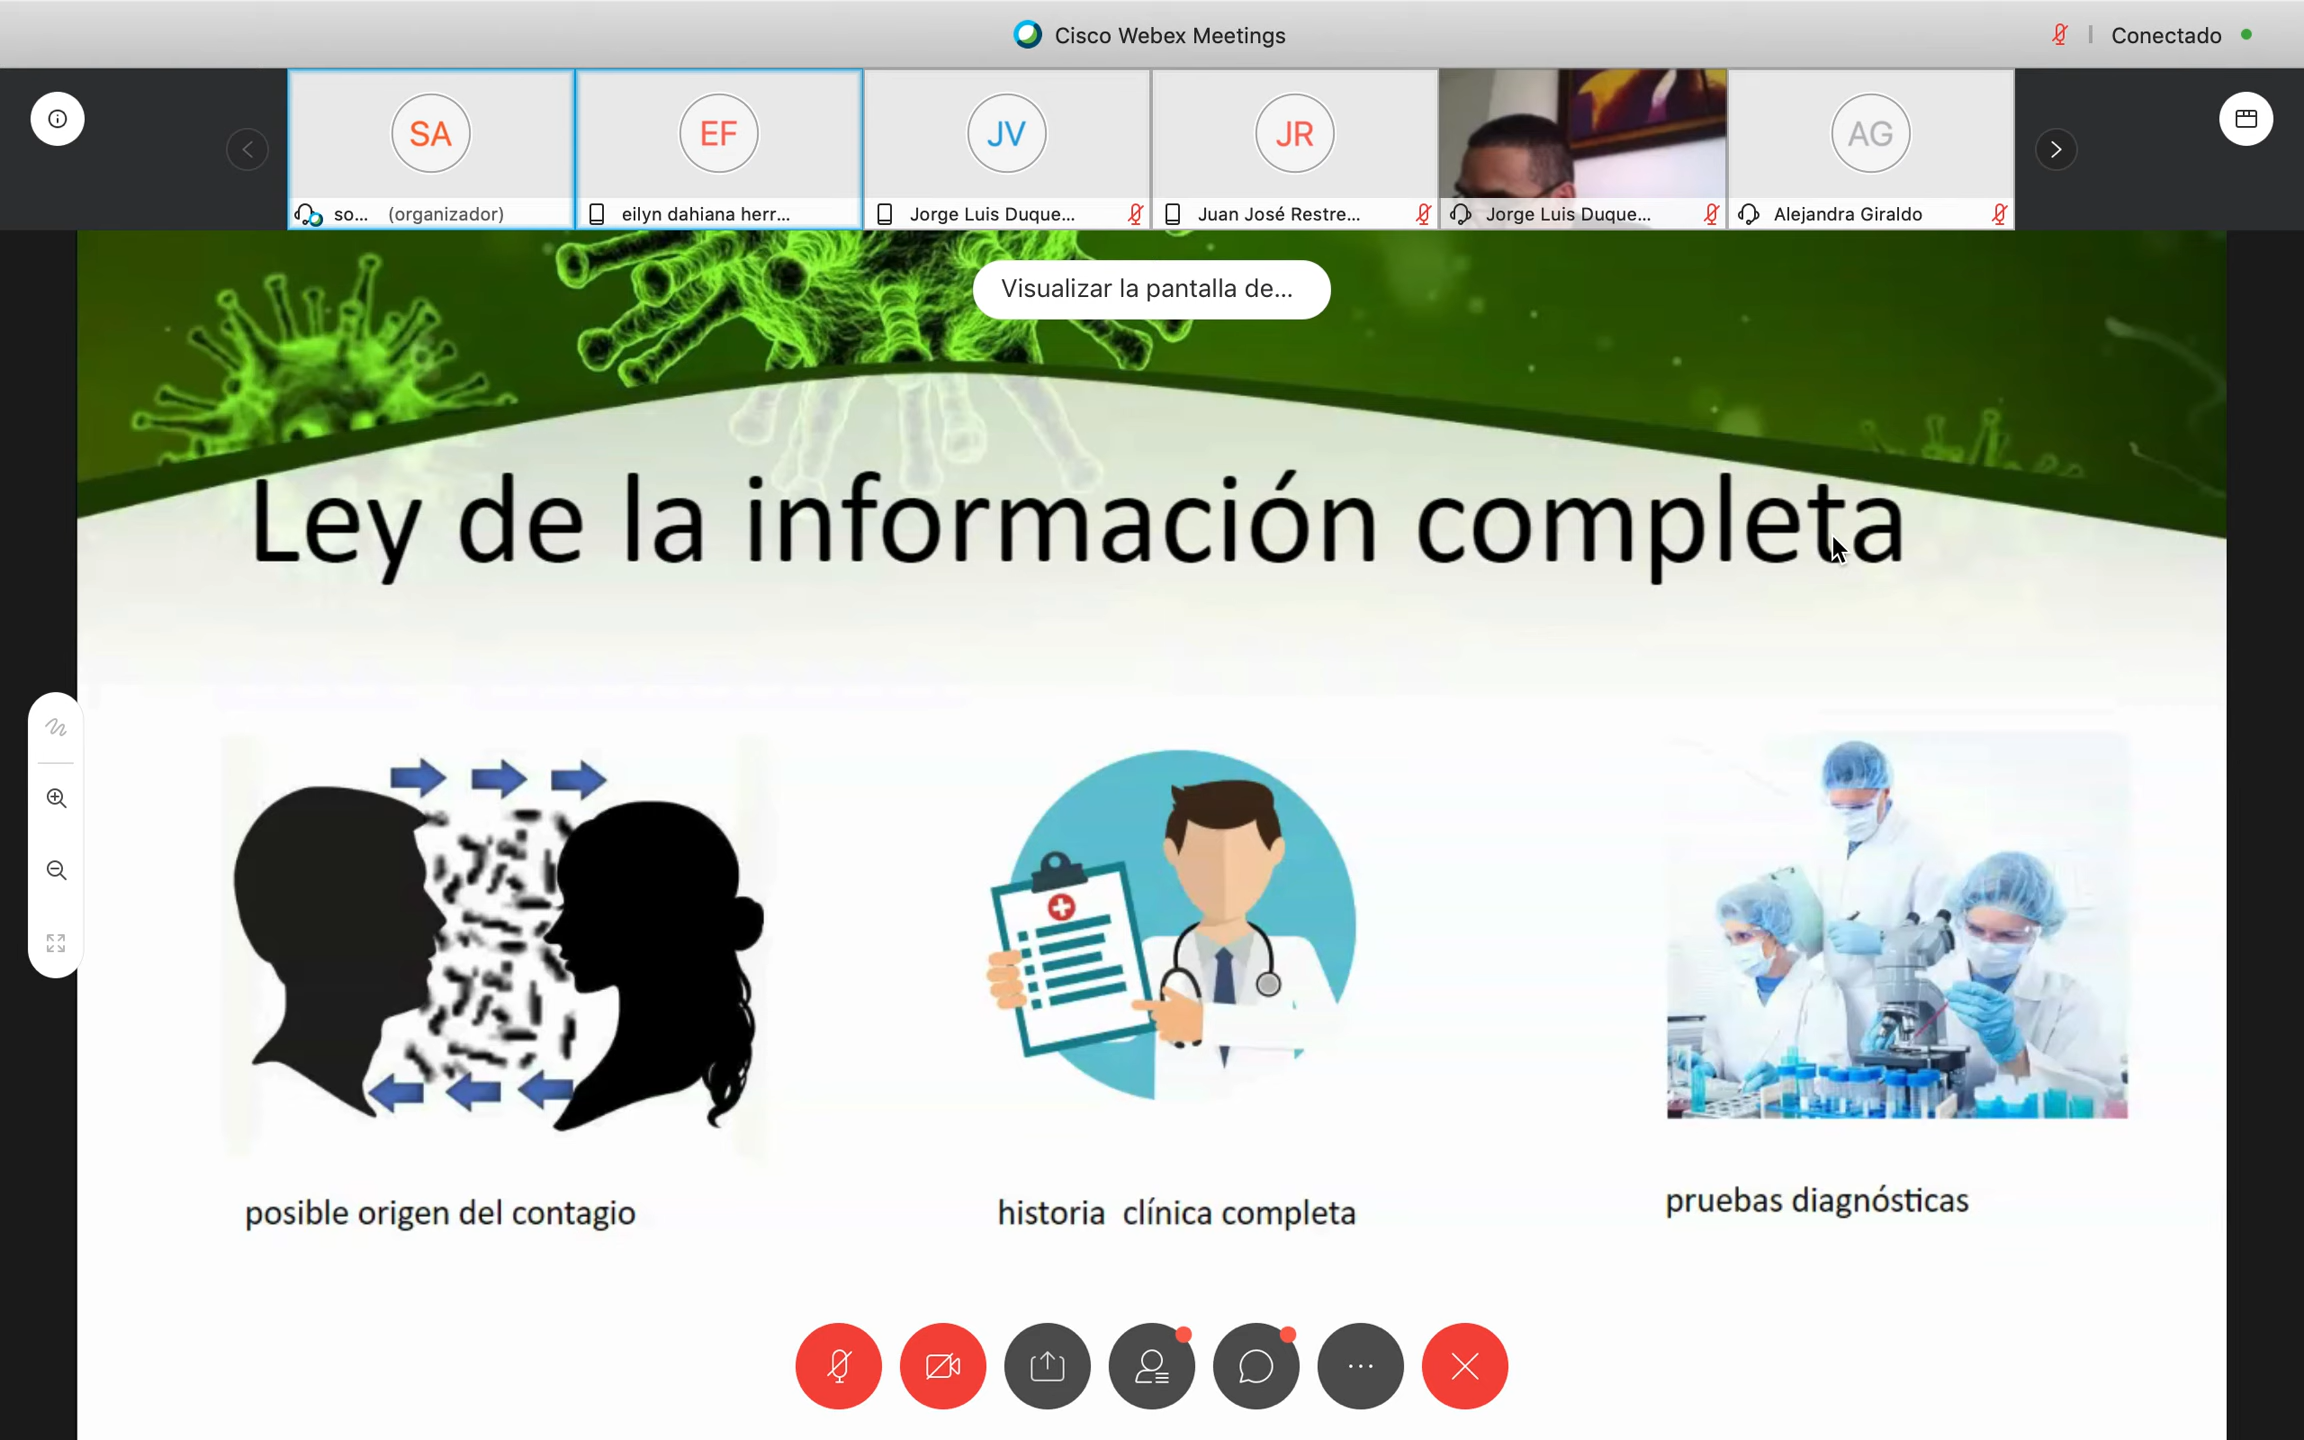 Cisco Webex Meetings
Conectado
SA
EF
JV
JR
AG
so... (organizador)
eilyn dahiana herr...
Jorge Luis Duque...
Juan José Restre...
Jorge Luis Duque...
Alejandra Giraldo
Visualizar la pantalla de...
Ley de la información completa
posible origen del contagio
historia clínica completa
pruebas diagnósticas